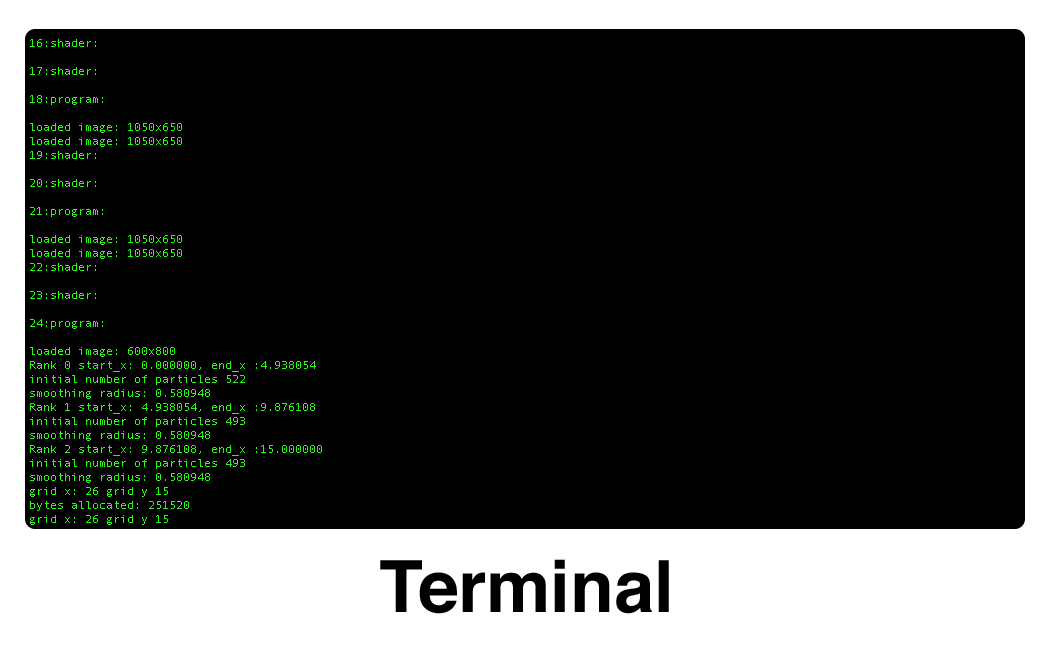 16:shader:
17:shader:
18:program:
loaded image: 1050x650
loaded image: 1050x650
19:shader:
20:shader:
21:program:
loaded image: 1050x650
loaded image: 1050x650
22:shader:
23:shader:
24:program:
loaded image: 600x800
Rank 0 start_x: 0.000000, end_x :4.938054
initial number of particles 522
smoothing radius: 0.580948
Rank 1 start_x: 4.938054, end_x :9.876108
initial number of particles 493
smoothing radius: 0.580948
Rank 2 start_x: 9.876108, end_x :15.000000
initial number of particles 493
smoothing radius: 0.580948
grid x: 26 grid y 15
bytes allocated: 251520
grid x: 26 grid y 15
Terminal